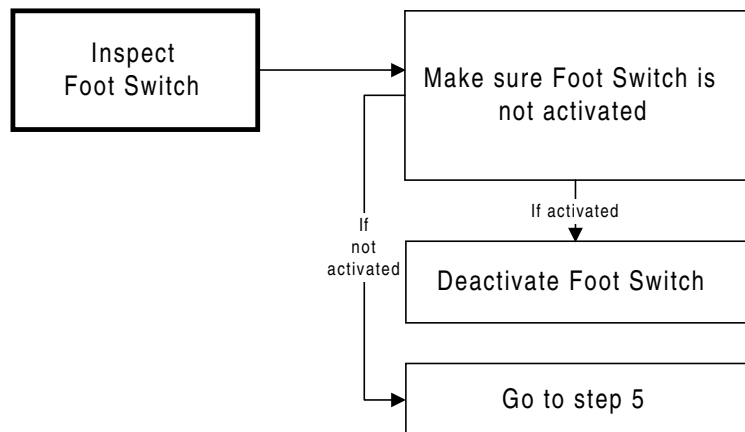 Inspect
Foot Switch
Make sure Foot Switch is
not activated
If activated
If
not
activated
Deactivate Foot Switch
Go to step 5